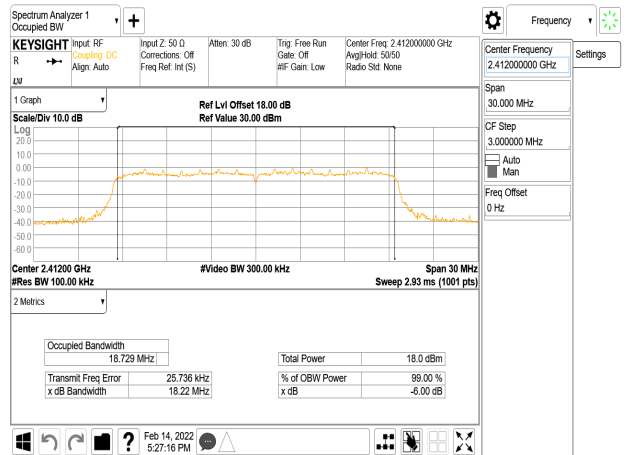 Spectrum Analyzer 1
Occupied BW
Frequency
KEYSIGHT
R
Input: RF
Coupling: DC
Align: Auto
Input Z: 50 Ω
Corrections: Off
Freq Ref: Int (S)
Atten: 30 dB
Trig: Free Run
Gate: Off
#IF Gain: Low
Center Freq: 2.412000000 GHz
Avg|Hold: 50/50
Radio Std: None
Center Frequency
2.412000000 GHz
Settings
Span
30.000 MHz
CF Step
3.000000 MHz
Auto
Man
Freq Offset
0 Hz
1 Graph
Scale/Div 10.0 dB
Ref Lvl Offset 18.00 dB
Ref Value 30.00 dBm
Log
20.0
10.0
0.00
-10.0
-20.0
-30.0
-40.0
-50.0
-60.0
Center 2.41200 GHz
#Video BW 300.00 kHz
Span 30 MHz
#Res BW 100.00 kHz
Sweep 2.93 ms (1001 pts)
2 Metrics
Occupied Bandwidth
18.729 MHz
Total Power 18.0 dBm
Transmit Freq Error 25.736 kHz
% of OBW Power 99.00 %
x dB Bandwidth 18.22 MHz
x dB -6.00 dB
?
Feb 14, 2022
5:27:16 PM